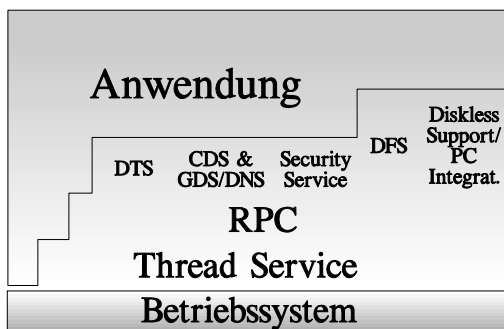 Anwendung
DTS
CDS &
GDS/DNS
Security
Service
DFS
Diskless
Support/
PC
Integrat.
RPC
Thread Service
Betriebssystem